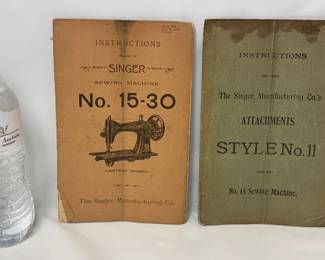 INSTRUCTIONS
SINGER
SEWING MACHINE
No. 15-30
The Singer Manufacturing Co.
INSTRUCTIONS
The Singer Manufacturing Co.'s
ATTACHMENTS
STYLE No. 11
No. 15 Sewing Machine.
Auction